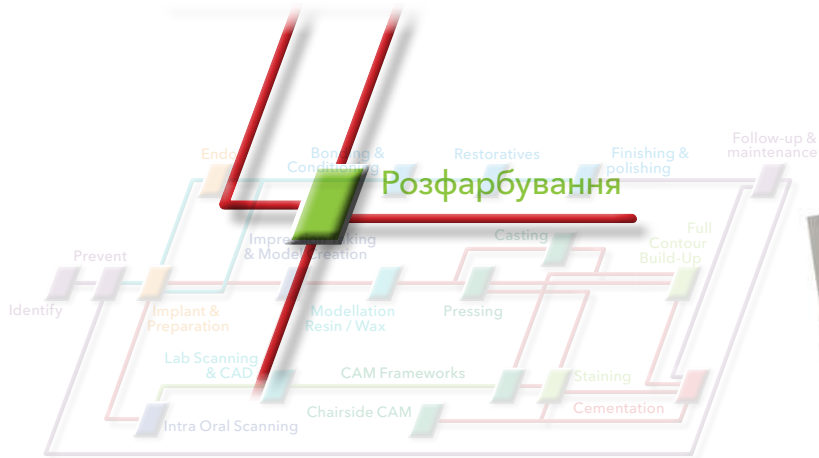 Follow-up &
maintenance
Endo
Bonding &
Conditioning
Restoratives
Finishing &
polishing
Розфарбування
Impression Taking
& Model Creation
Casting
Full
Contour
Build-Up
Prevent
Identify
Implant &
Preparation
Modellation
Resin / Wax
Pressing
Lab Scanning
& CAD
CAM Frameworks
Staining
Chairside CAM
Cementation
Intra Oral Scanning